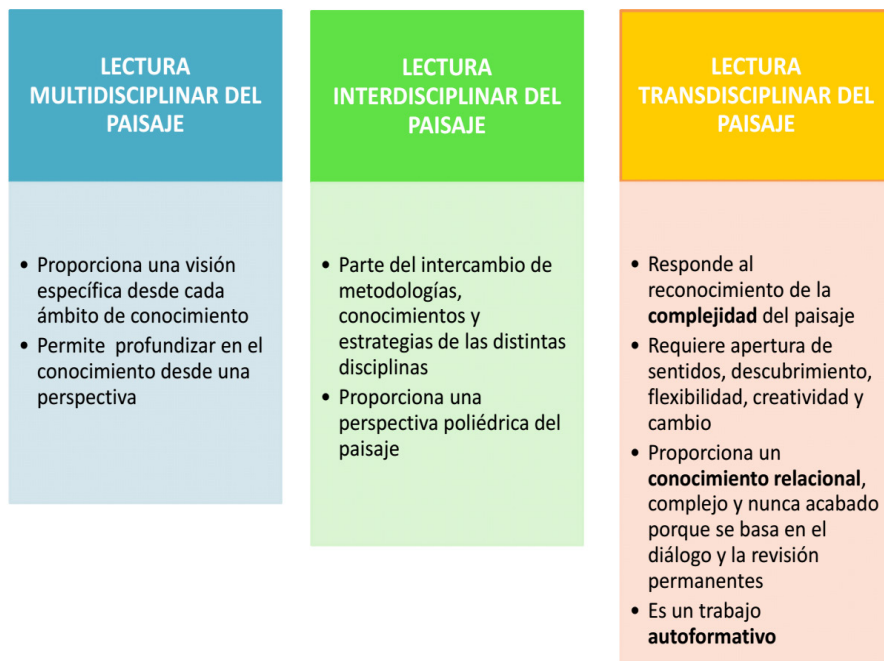 LECTURA
MULTIDISCIPLINAR DEL
PAISAJE
• Proporciona una visión
específica desde cada
ámbito de conocimiento
• Permite profundizar en el
conocimiento desde una
perspectiva
LECTURA
INTERDISCIPLINAR DEL
PAISAJE
• Parte del intercambio de
metodologías,
conocimientos y
estrategias de las distintas
disciplinas
• Proporciona una
perspectiva poliédrica del
paisaje
LECTURA
TRANSDISCIPLINAR DEL
PAISAJE
• Responde al
reconocimiento de la
complejidad del paisaje
• Requiere apertura de
sentidos, descubrimiento,
flexibilidad, creatividad y
cambio
• Proporciona un
conocimiento relacional,
complejo y nunca acabado
porque se basa en el
diálogo y la revisión
permanentes
• Es un trabajo
autoformativo